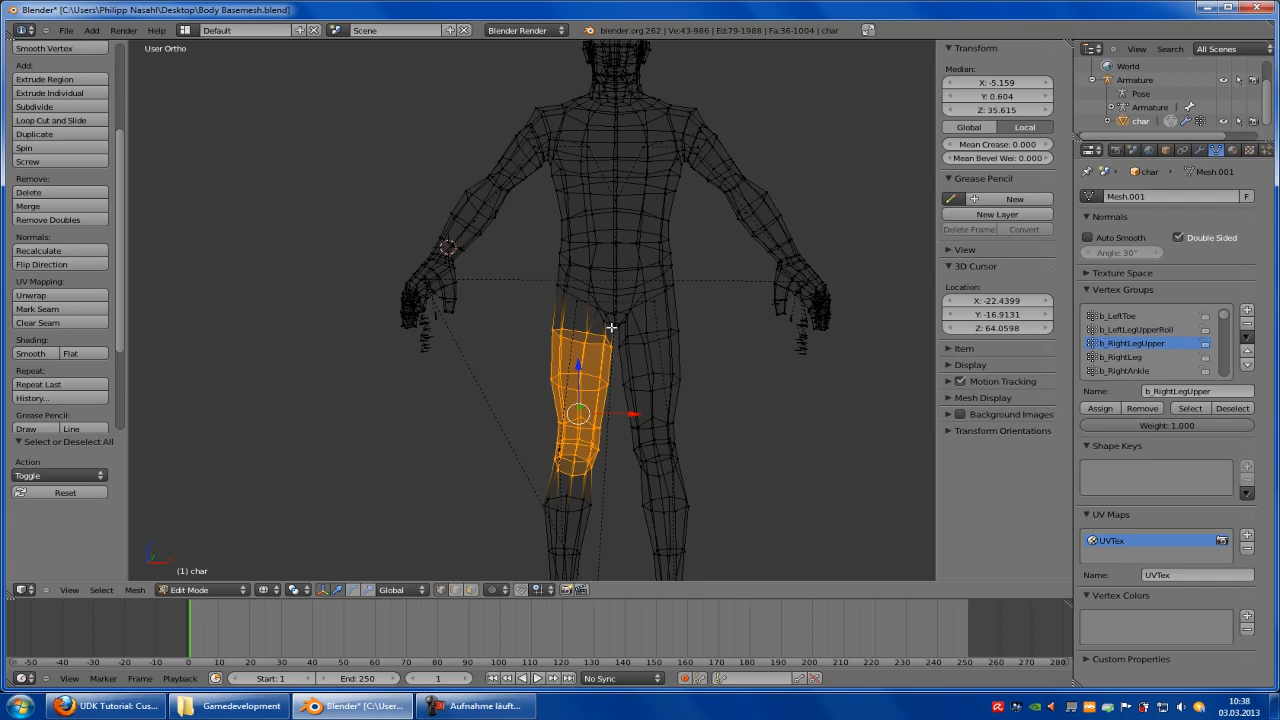 Blender* [C:\Users\Philipp Nasahl\Desktop\Body Basemesh.blend]
File Add Render Help Default Scene Blender Render blender.org 262 | Ve:43-986 | Ed:79-1988 | Fa:36-1004 | char
Smooth Vertex
Add:
Extrude Region
Extrude Individual
Subdivide
Loop Cut and Slide
Duplicate
Spin
Screw
Remove:
Delete
Merge
Remove Doubles
Normals:
Recalculate
Flip Direction
UV Mapping:
Unwrap
Mark Seam
Clear Seam
Shading:
Smooth Flat
Repeat:
Repeat Last
History...
Grease Pencil:
Draw Line
Select or Deselect All
Action
Toggle
Reset
User Ortho
(1) char
Transform
Median:
X: -5.159
Y: 0.604
Z: 35.615
Global Local
Mean Crease: 0.000
Mean Bevel Wei: 0.000
Grease Pencil
New
New Layer
Delete Frame Convert
View
3D Cursor
Location:
X: -22.4399
Y: -16.9131
Z: 64.0598
Item
Display
Motion Tracking
Mesh Display
Background Images
Transform Orientations
View Search All Scenes
World
Armature
Pose
Armature
char
char Mesh.001
Mesh.001 F
Normals
Auto Smooth Double Sided
Angle: 30°
Texture Space
Vertex Groups
b_LeftToe
b_LeftLegUpperRoll
b_RightLegUpper
b_RightLeg
b_RightAnkle
Name: b_RightLegUpper
Assign Remove Select Deselect
Weight: 1.000
Shape Keys
UV Maps
UVTex
Name: UVTex
Vertex Colors
Custom Properties
View Select Mesh Edit Mode Global
-50 -40 -30 -20 -10 0 10 20 30 40 50 60 70 80 90 100 110 120 130 140 150 160 170 180 190 200 210 220 230 240 250 260 270 280
View Marker Frame Playback Start: 1 End: 250 1 No Sync
UDK Tutorial: Cus... Gamedevelopment Blender* [C:\User... Aufnahme läuft...
10:38
03.03.2013